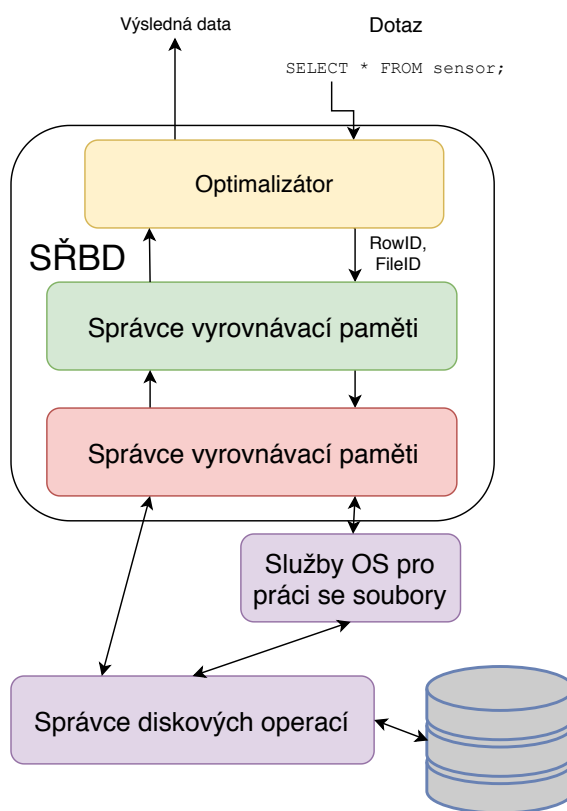 Výsledná data
Dotaz
SELECT * FROM sensor;
Optimalizátor
SŘBD
RowID,
FileID
Správce vyrovnávací paměti
Správce vyrovnávací paměti
Služby OS pro
práci se soubory
Správce diskových operací